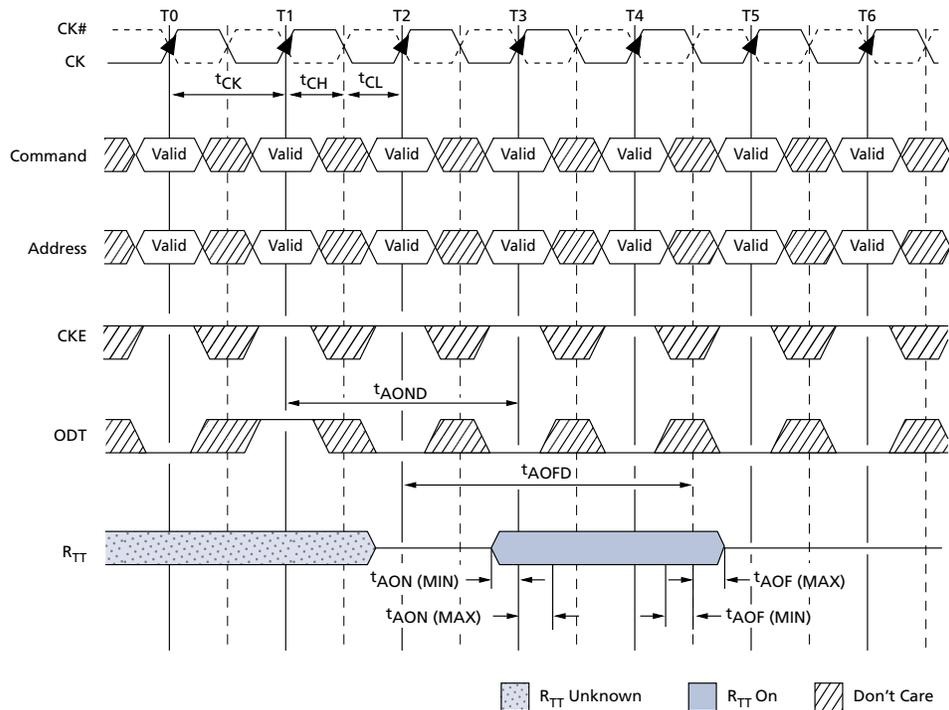 T0 T1 T2 T3 T4 T5 T6
CK#
CK
tCK tCH tCL
Command Valid Valid Valid Valid Valid Valid Valid
Address Valid Valid Valid Valid Valid Valid Valid
CKE
tAOND
ODT
tAOFD
RTT
tAON (MIN) tAOF (MAX)
tAON (MAX) tAOF (MIN)
RTT Unknown RTT On Don't Care